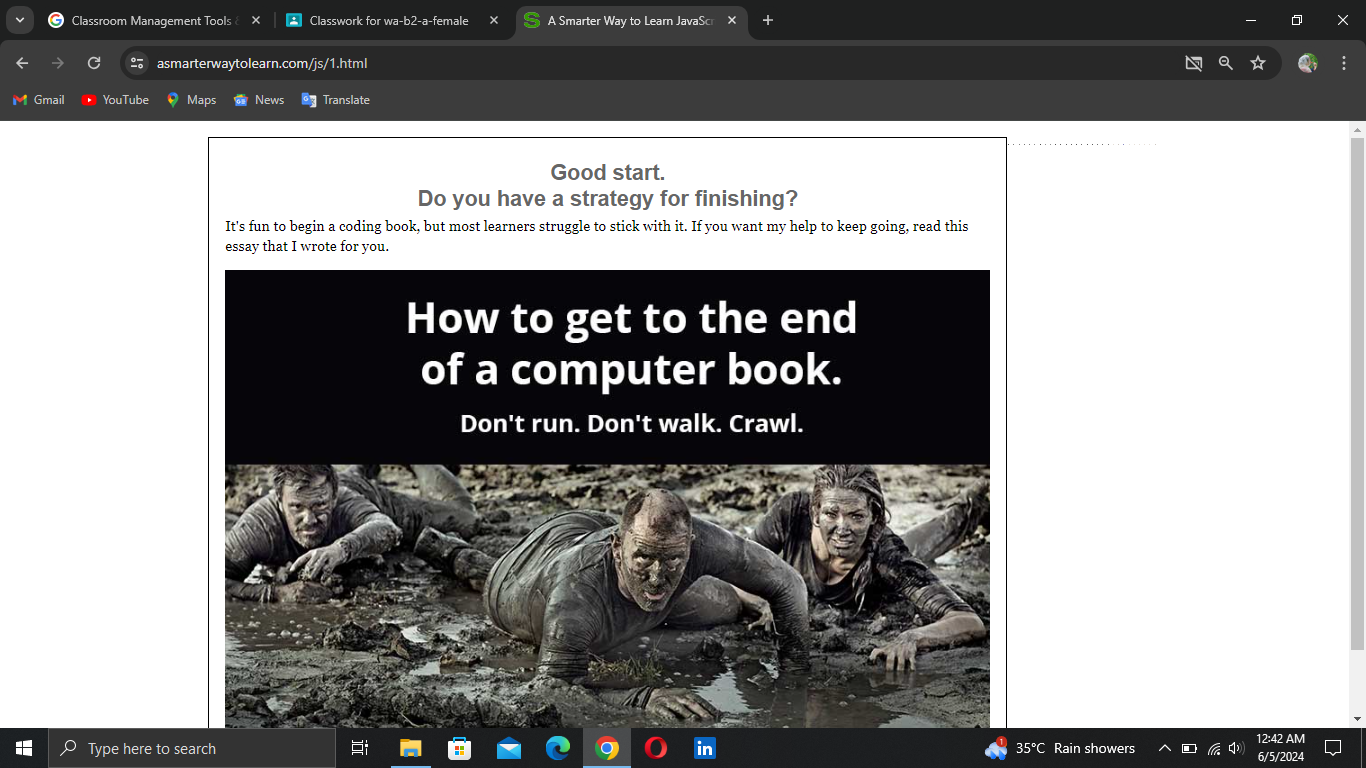 Classroom Management Tools &
Classwork for wa-b2-a-female
A Smarter Way to Learn JavaScr
asmarterwaytolearn.com/js/1.html
Gmail
YouTube
Maps
News
Translate
Good start.
Do you have a strategy for finishing?
It's fun to begin a coding book, but most learners struggle to stick with it. If you want my help to keep going, read this
essay that I wrote for you.
How to get to the end
of a computer book.
Don't run. Don't walk. Crawl.
Type here to search
1
35°C Rain showers
12:42 AM
6/5/2024